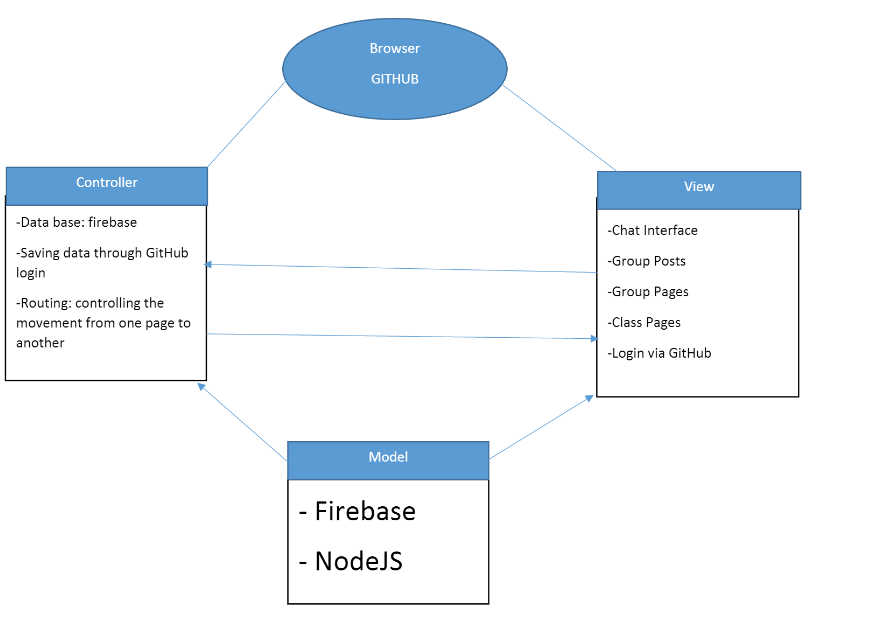 Browser
GITHUB
Controller
-Data base: firebase
-Saving data through GitHub
login
-Routing: controlling the
movement from one page to
another
View
-Chat Interface
-Group Posts
-Group Pages
-Class Pages
-Login via GitHub
Model
- Firebase
- NodeJS